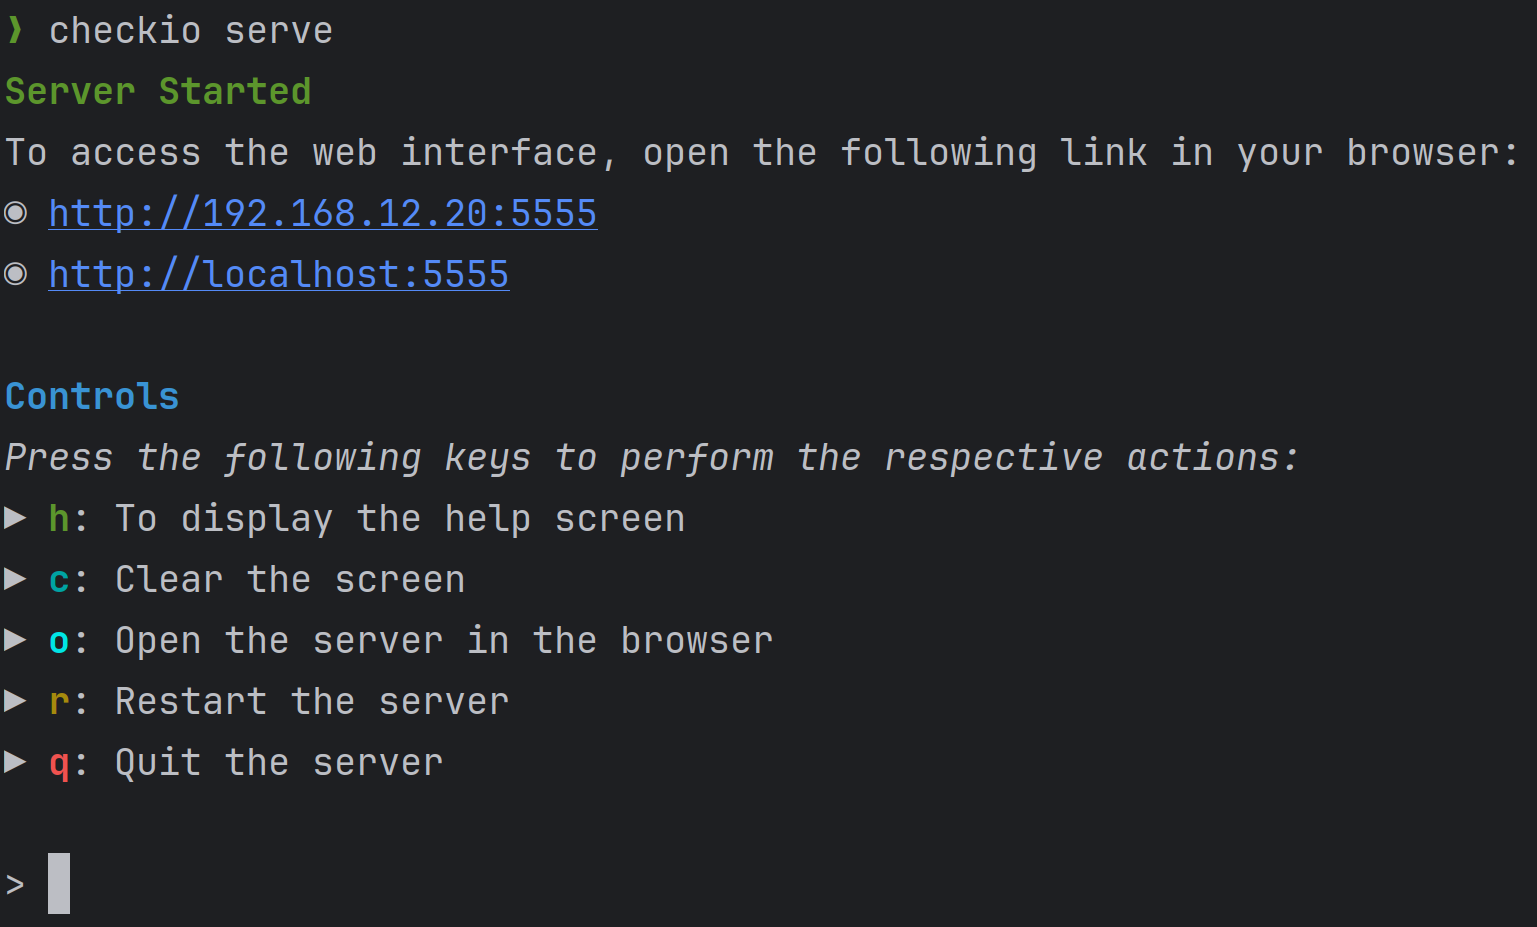 ❯ checkio serve
Server Started
To access the web interface, open the following link in your browser:
◉ http://192.168.12.20:5555
◉ http://localhost:5555
Controls
Press the following keys to perform the respective actions:
▶ h: To display the help screen
▶ c: Clear the screen
▶ o: Open the server in the browser
▶ r: Restart the server
▶ q: Quit the server
>